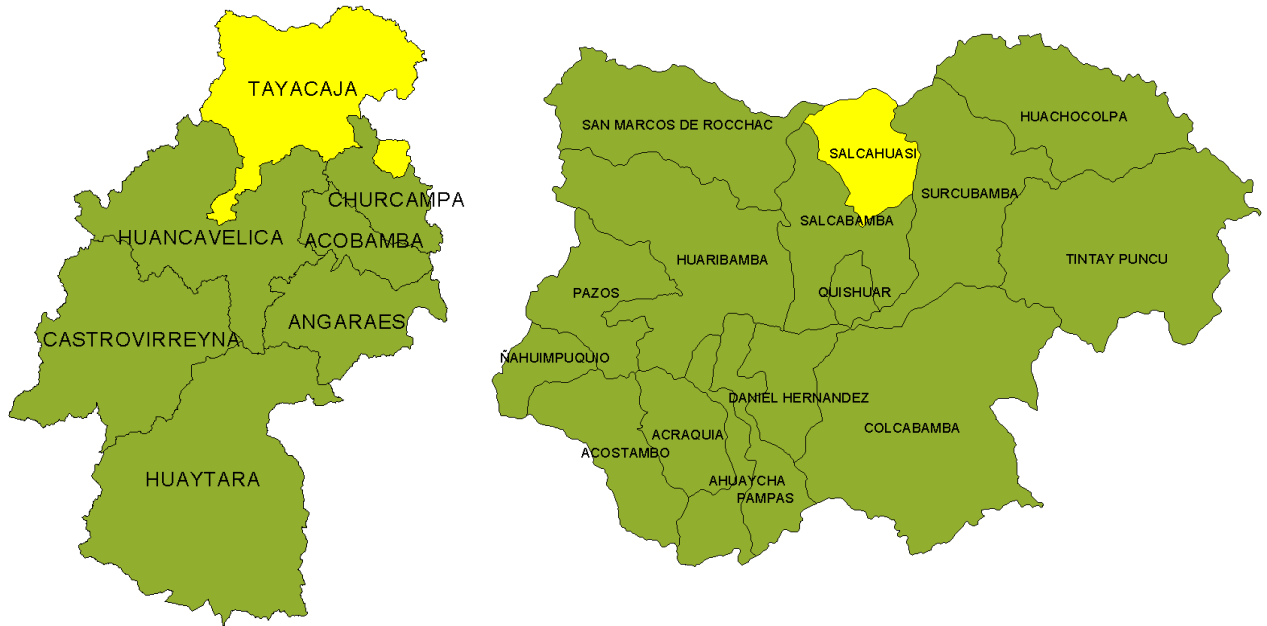 TAYACAJA
CHURCAMPA
HUANCAVELICA
ACOBAMBA
ANGARAES
CASTROVIRREYNA
HUAYTARA
SAN MARCOS DE ROCCHAC
HUACHOCOLPA
SALCAHUASI
SURCUBAMBA
SALCABAMBA
HUARIBAMBA
TINTAY PUNCU
PAZOS
QUISHUAR
ÑAHUIMPUQUIO
DANIEL HERNANDEZ
COLCABAMBA
ACRAQUIA
ACOSTAMBO
AHUAYCHA
PAMPAS